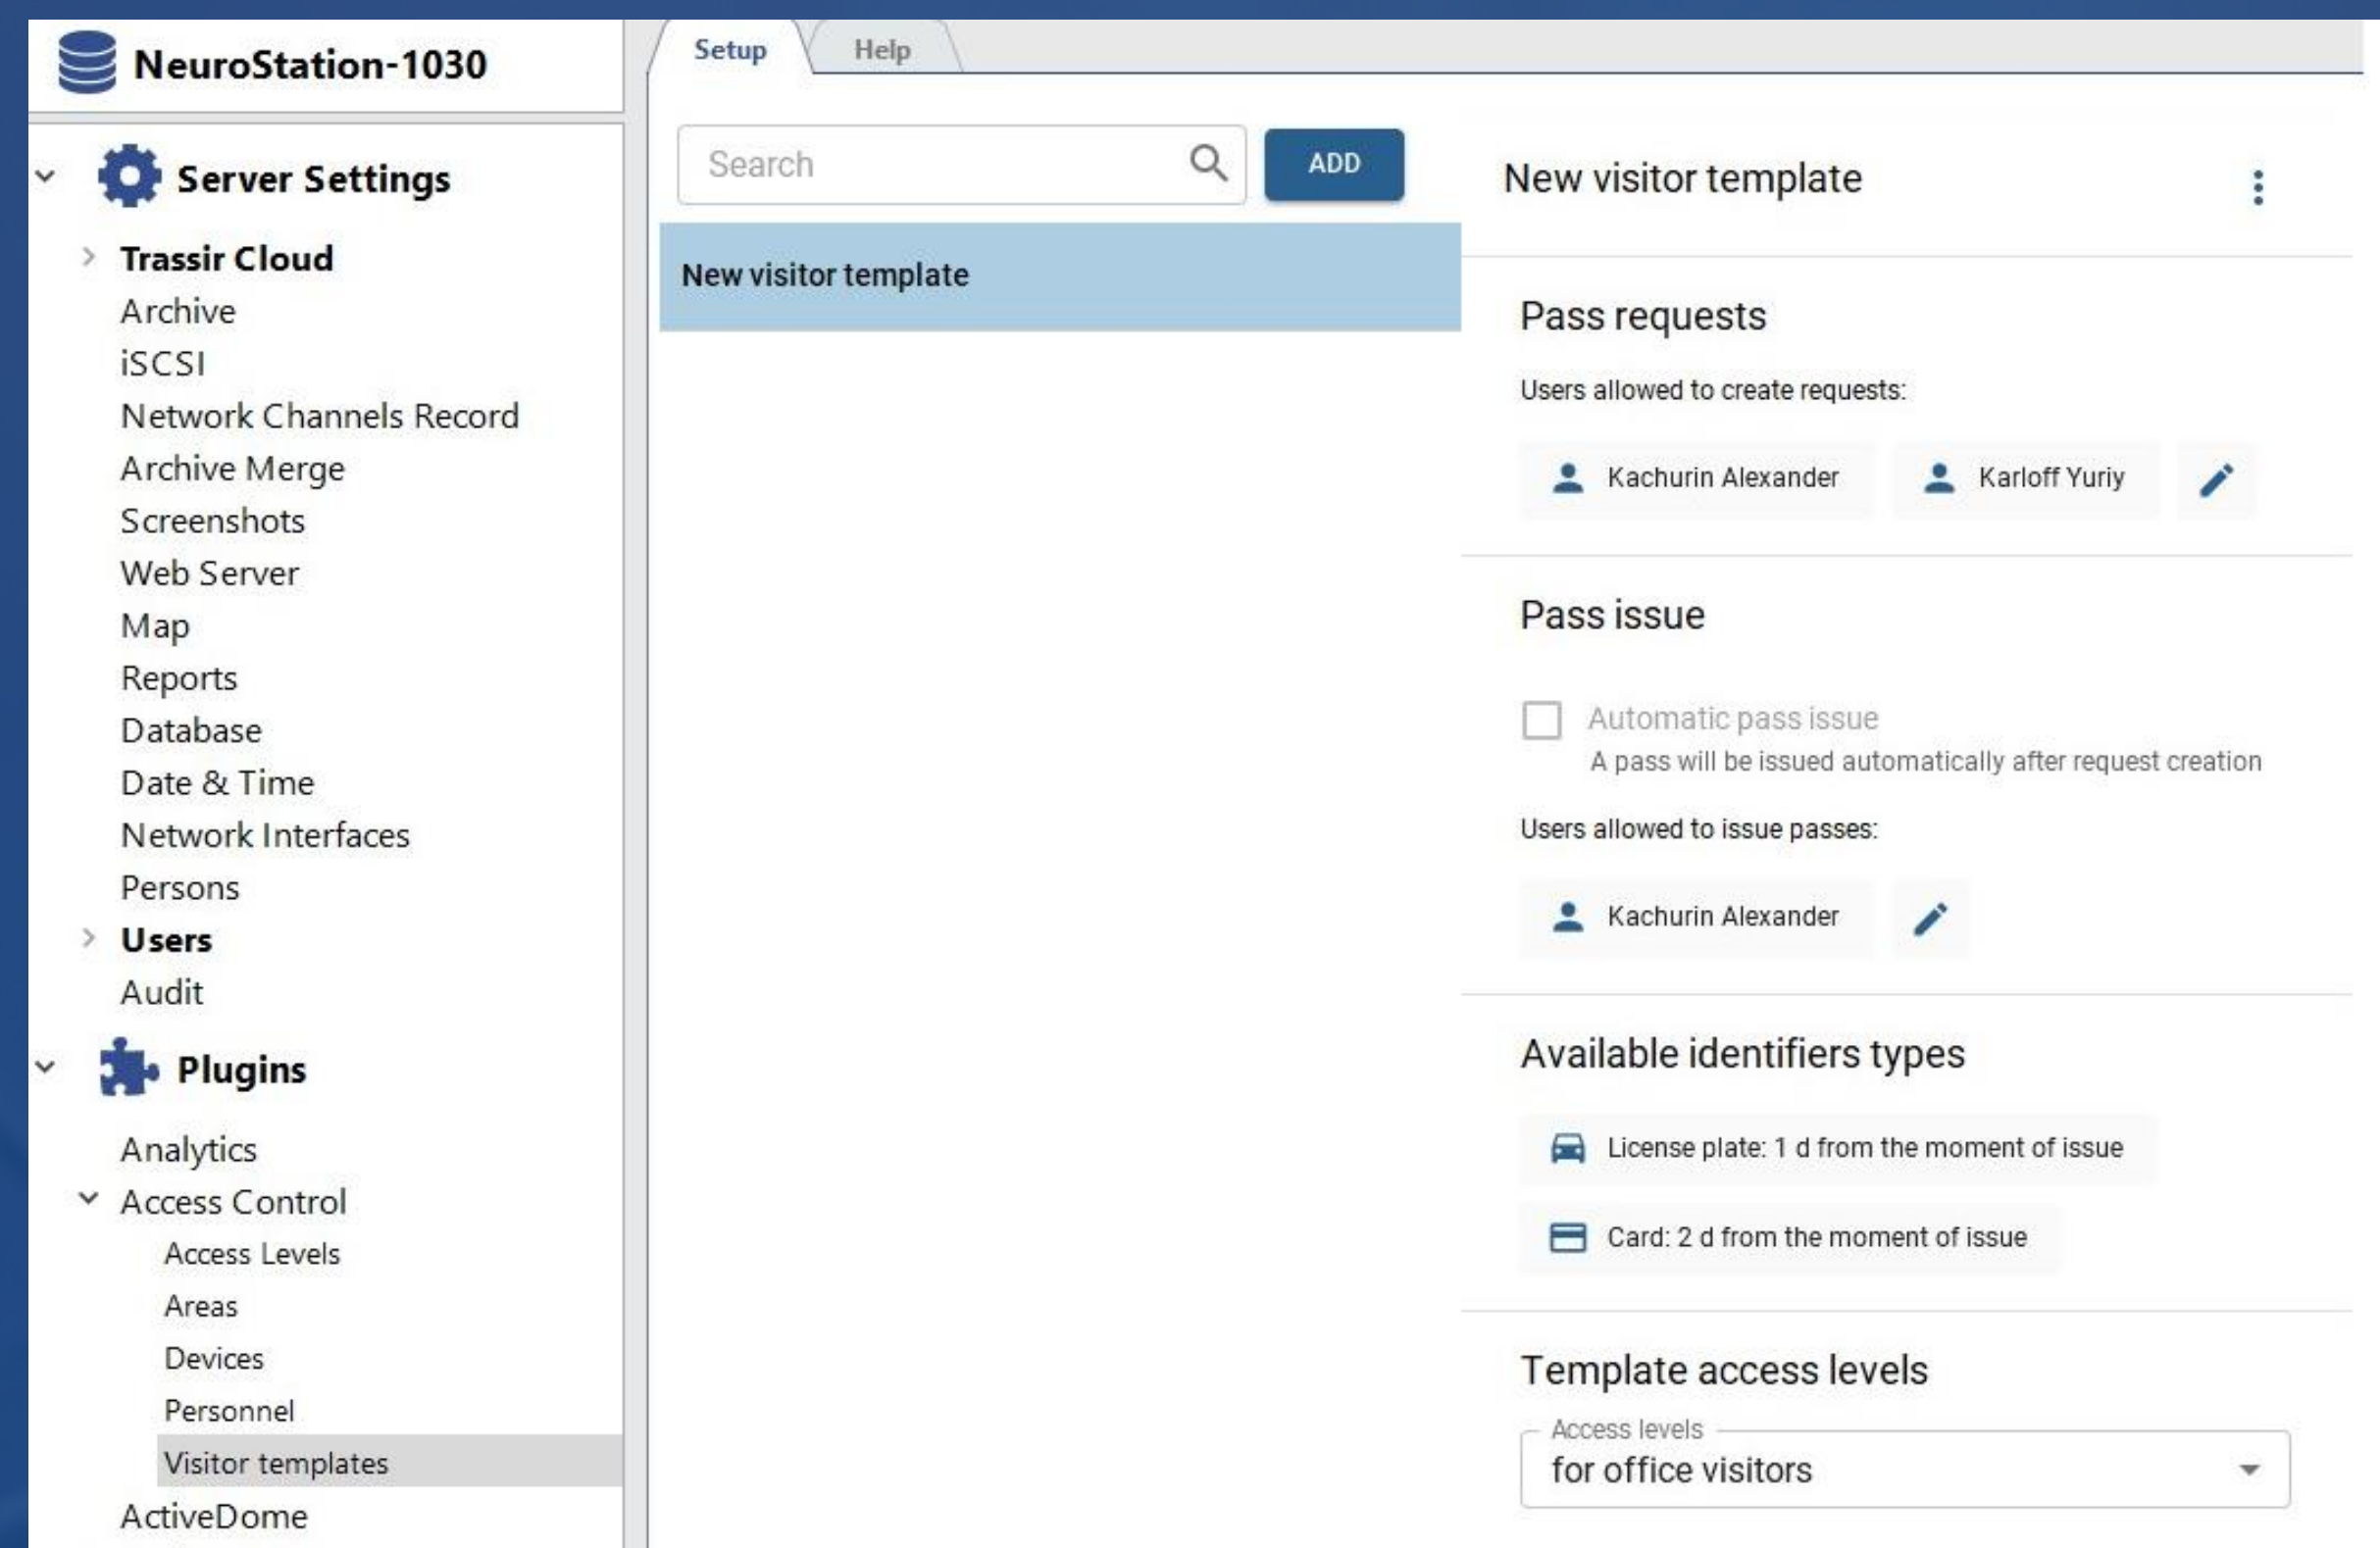 NeuroStation-1030
Server Settings
Trassir Cloud
Archive
iSCSI
Network Channels Record
Archive Merge
Screenshots
Web Server
Map
Reports
Database
Date & Time
Network Interfaces
Persons
Users
Audit
Plugins
Analytics
Access Control
Access Levels
Areas
Devices
Personnel
Visitor templates
ActiveDome
Setup
Help
Search
ADD
New visitor template
New visitor template
Pass requests
Users allowed to create requests:
Kachurin Alexander
Karloff Yuriy
Pass issue
Automatic pass issue
A pass will be issued automatically after request creation
Users allowed to issue passes:
Kachurin Alexander
Available identifiers types
License plate: 1 d from the moment of issue
Card: 2 d from the moment of issue
Template access levels
Access levels
for office visitors